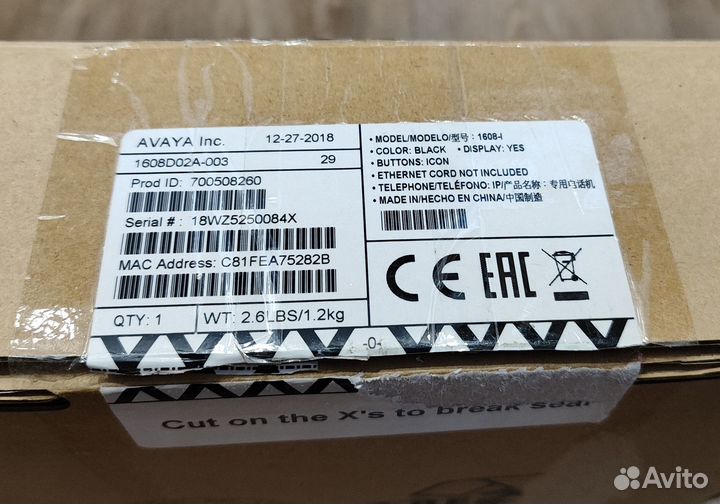 AVAYA Inc. 12-27-2018
1608D02A-003 29
Prod ID: 700508260
Serial #: 18WZ5250084X
MAC Address: C81FEA75282B
QTY: 1 WT: 2.6LBS/1.2kg
• MODEL/MODELO/型号: 1608-I
• COLOR: BLACK • DISPLAY: YES
• BUTTONS: ICON
• ETHERNET CORD NOT INCLUDED
• TELEPHONE/TELÉFONO: IP/产品名称: 专用门话机
• MADE IN/HECHO EN CHINA/中国制造
CE EAC
-0-
Cut on the X's to break seal
Avito